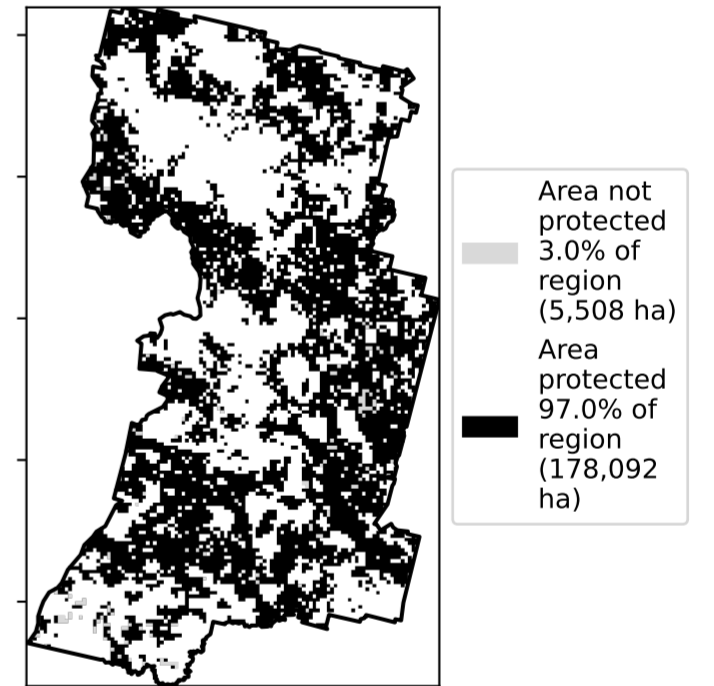 Area not
protected
3.0% of
region
(5,508 ha)
Area
protected
97.0% of
region
(178,092
ha)